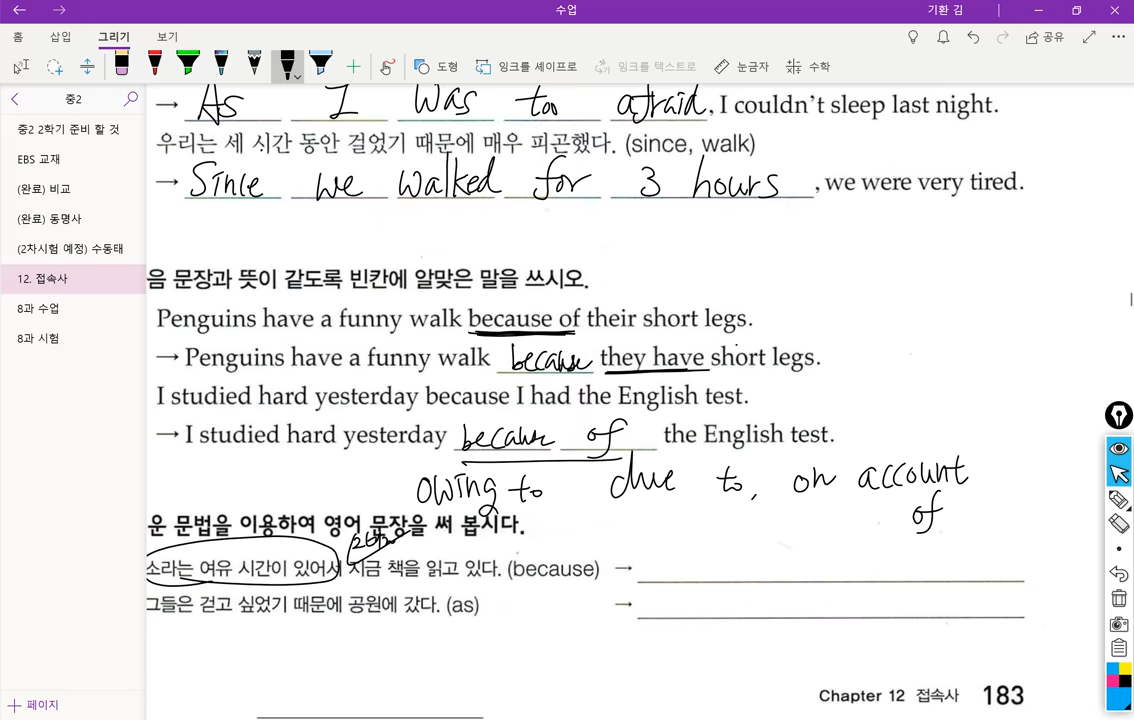 수업
기환 김
홈 삽입 그리기 보기
공유
도형 잉크를 셰이프로 잉크를 텍스트로 눈금자 수학
중2
중2 2학기 준비 할 것
EBS 교재
(완료) 비교
(완료) 동명사
(2차시험 예정) 수동태
12. 접속사
8과 수업
8과 시험
페이지
→ As I was too afraid, I couldn't sleep last night.
우리는 세 시간 동안 걸었기 때문에 매우 피곤했다. (since, walk)
→ Since we walked for 3 hours, we were very tired.
음 문장과 뜻이 같도록 빈칸에 알맞은 말을 쓰시오.
Penguins have a funny walk because of their short legs.
→ Penguins have a funny walk because they have short legs.
I studied hard yesterday because I had the English test.
→ I studied hard yesterday because of the English test.
owing to due to, on account
of
운 문법을 이용하여 영어 문장을 써 봅시다.
소라는 여유 시간이 있어서 지금 책을 읽고 있다. (because) →
그들은 걷고 싶었기 때문에 공원에 갔다. (as) →
Chapter 12 접속사 183